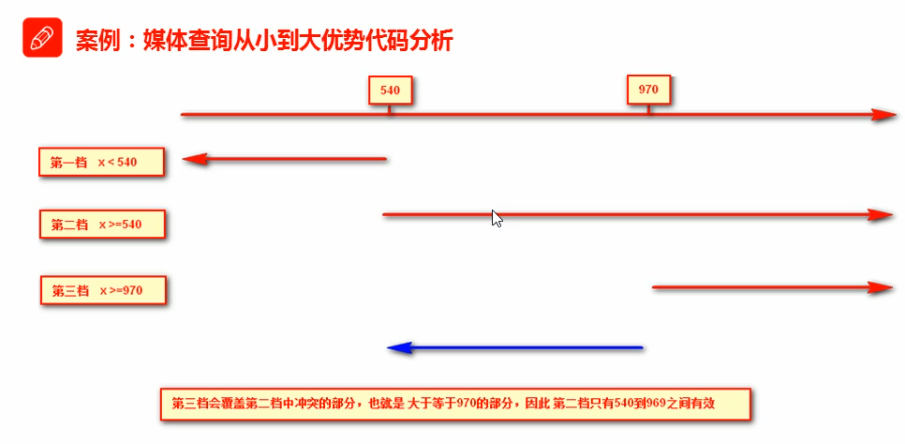 案例：媒体查询从小到大优势代码分析
540
970
第一档 x < 540
第二档 x >=540
第三档 x >=970
第三档会覆盖第二档中冲突的部分，也就是 大于等于970的部分，因此 第二档只有540到969之间有效